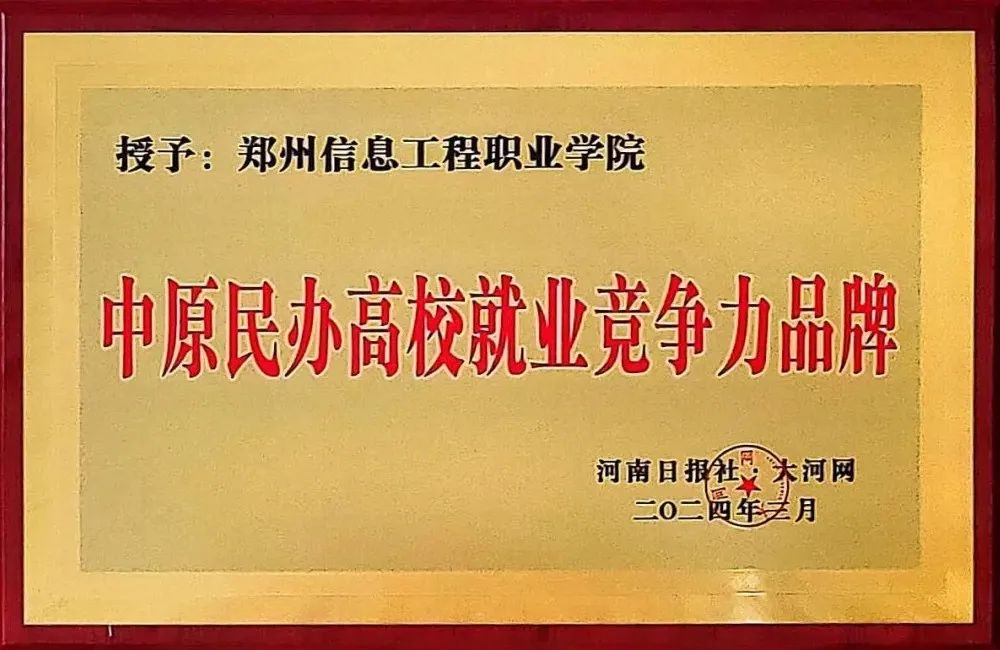 授予：郑州信息工程职业学院
中原民办高校就业竞争力品牌
河南日报社·大河网
二〇二四年三月